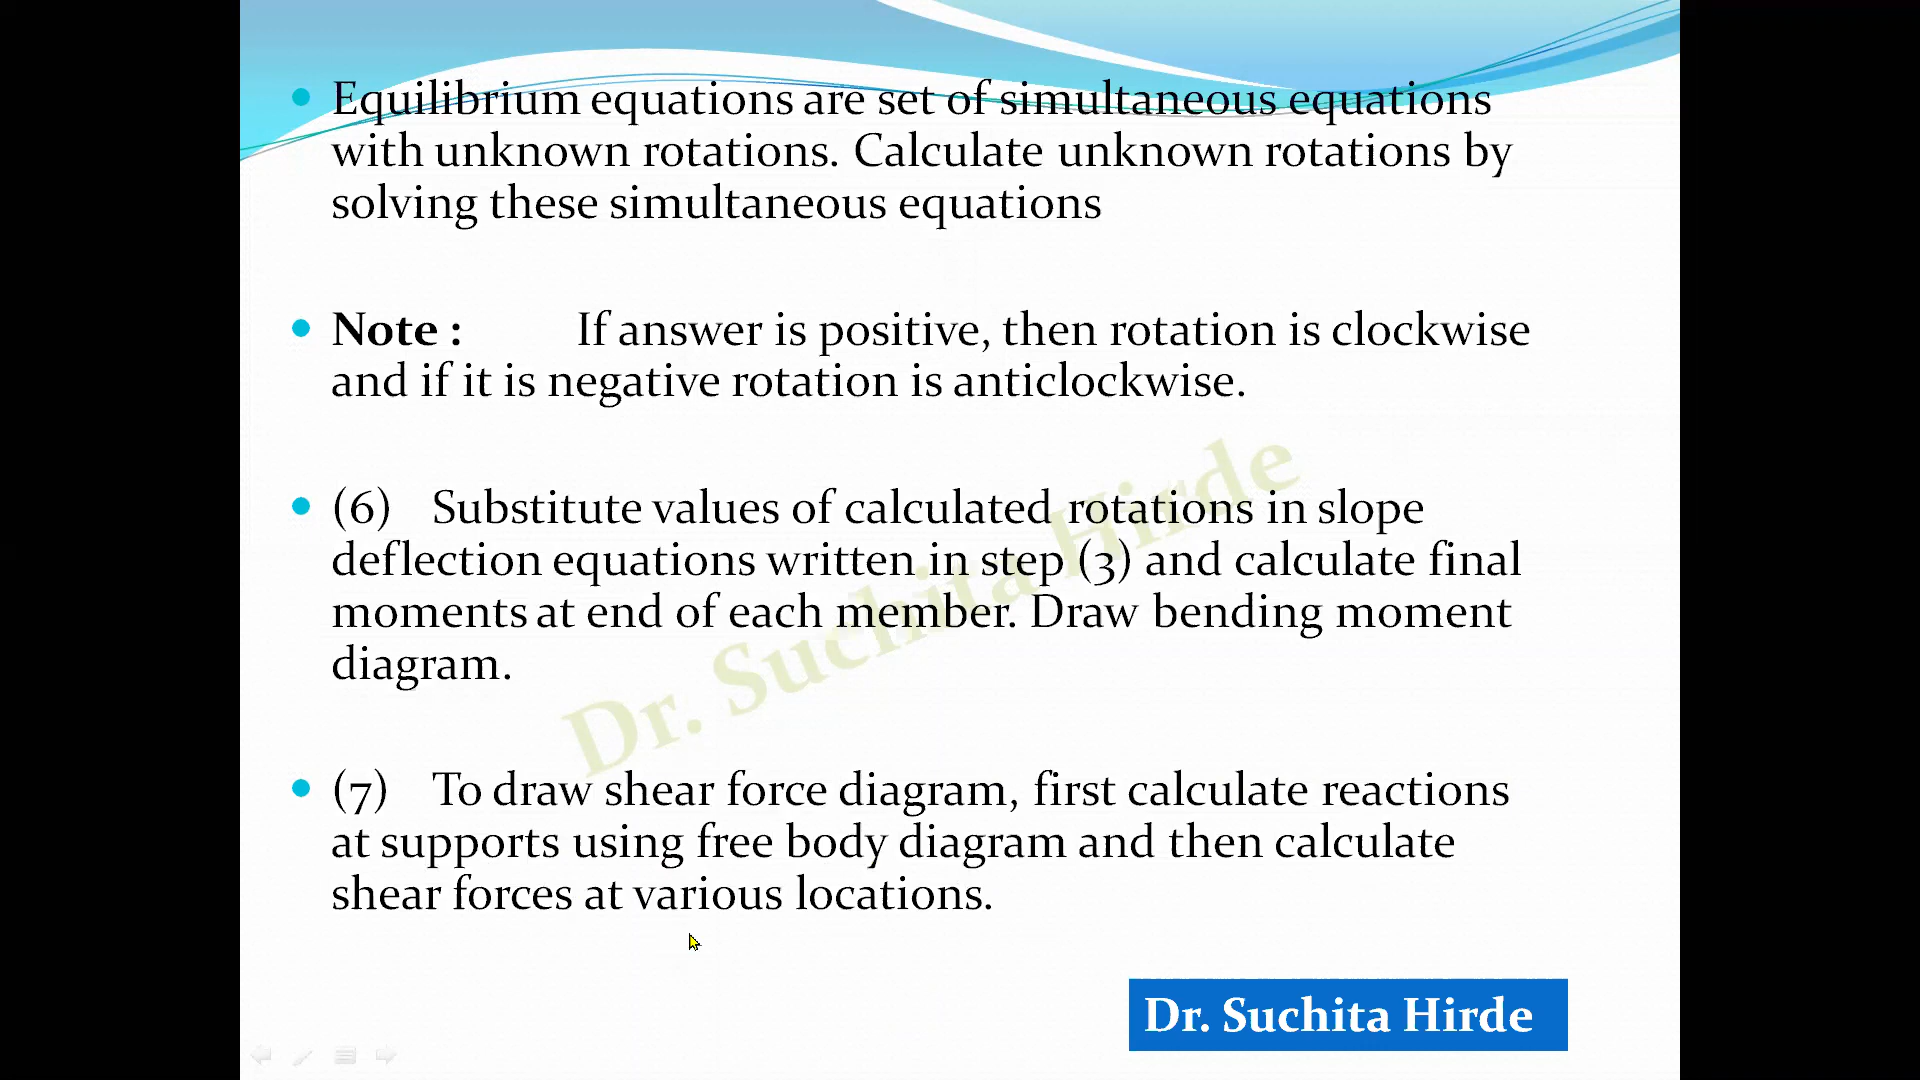 Equilibrium equations are set of simultaneous equations
with unknown rotations. Calculate unknown rotations by
solving these simultaneous equations
Note : If answer is positive, then rotation is clockwise
and if it is negative rotation is anticlockwise.
(6) Substitute values of calculated rotations in slope
deflection equations written in step (3) and calculate final
moments at end of each member. Draw bending moment
diagram.
(7) To draw shear force diagram, first calculate reactions
at supports using free body diagram and then calculate
shear forces at various locations.
Dr. Suchita Hirde
Dr. Suchita Hirde